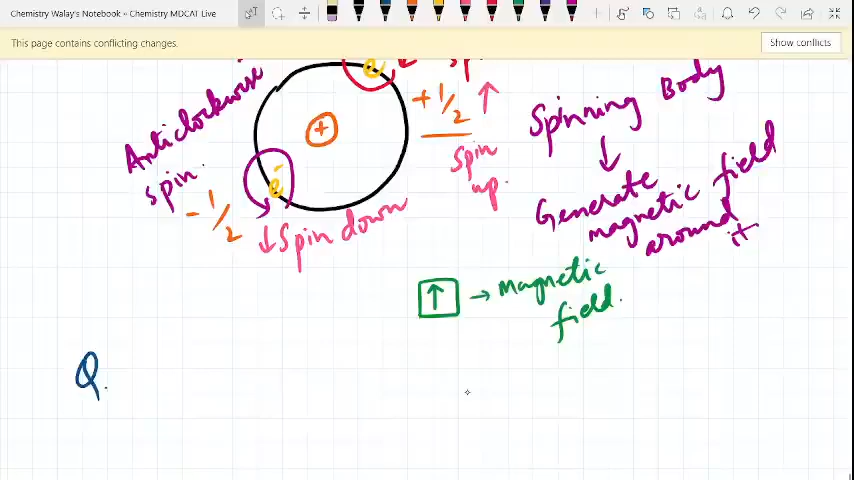 Chemistry Walay's Notebook » Chemistry MDCAT Live
This page contains conflicting changes.
Show conflicts
Anticlockwise
spin.
e
+
e-
- 1/2
↓ Spin down
+ 1/2 ↑
Spin
up.
Spinning Body
↓
Generate
magnetic field
around
it
↑ → Magnetic
field.
Q.